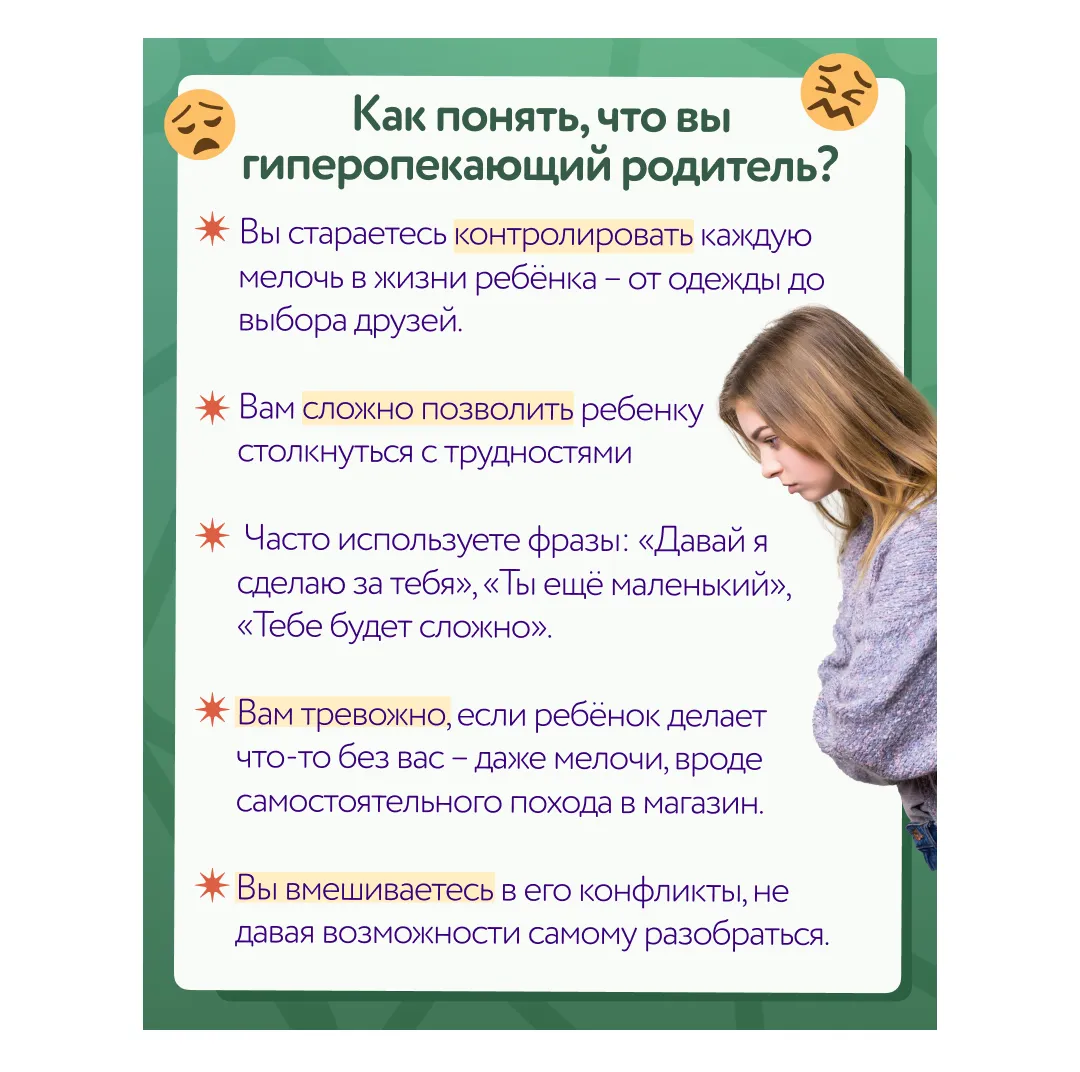 Как понять, что вы
гиперопекающий родитель?
Вы стараетесь контролировать каждую
мелочь в жизни ребёнка – от одежды до
выбора друзей.
Вам сложно позволить ребенку
столкнуться с трудностями
Часто используете фразы: «Давай я
сделаю за тебя», «Ты ещё маленький»,
«Тебе будет сложно».
Вам тревожно, если ребёнок делает
что-то без вас – даже мелочи, вроде
самостоятельного похода в магазин.
Вы вмешиваетесь в его конфликты, не
давая возможности самому разобраться.